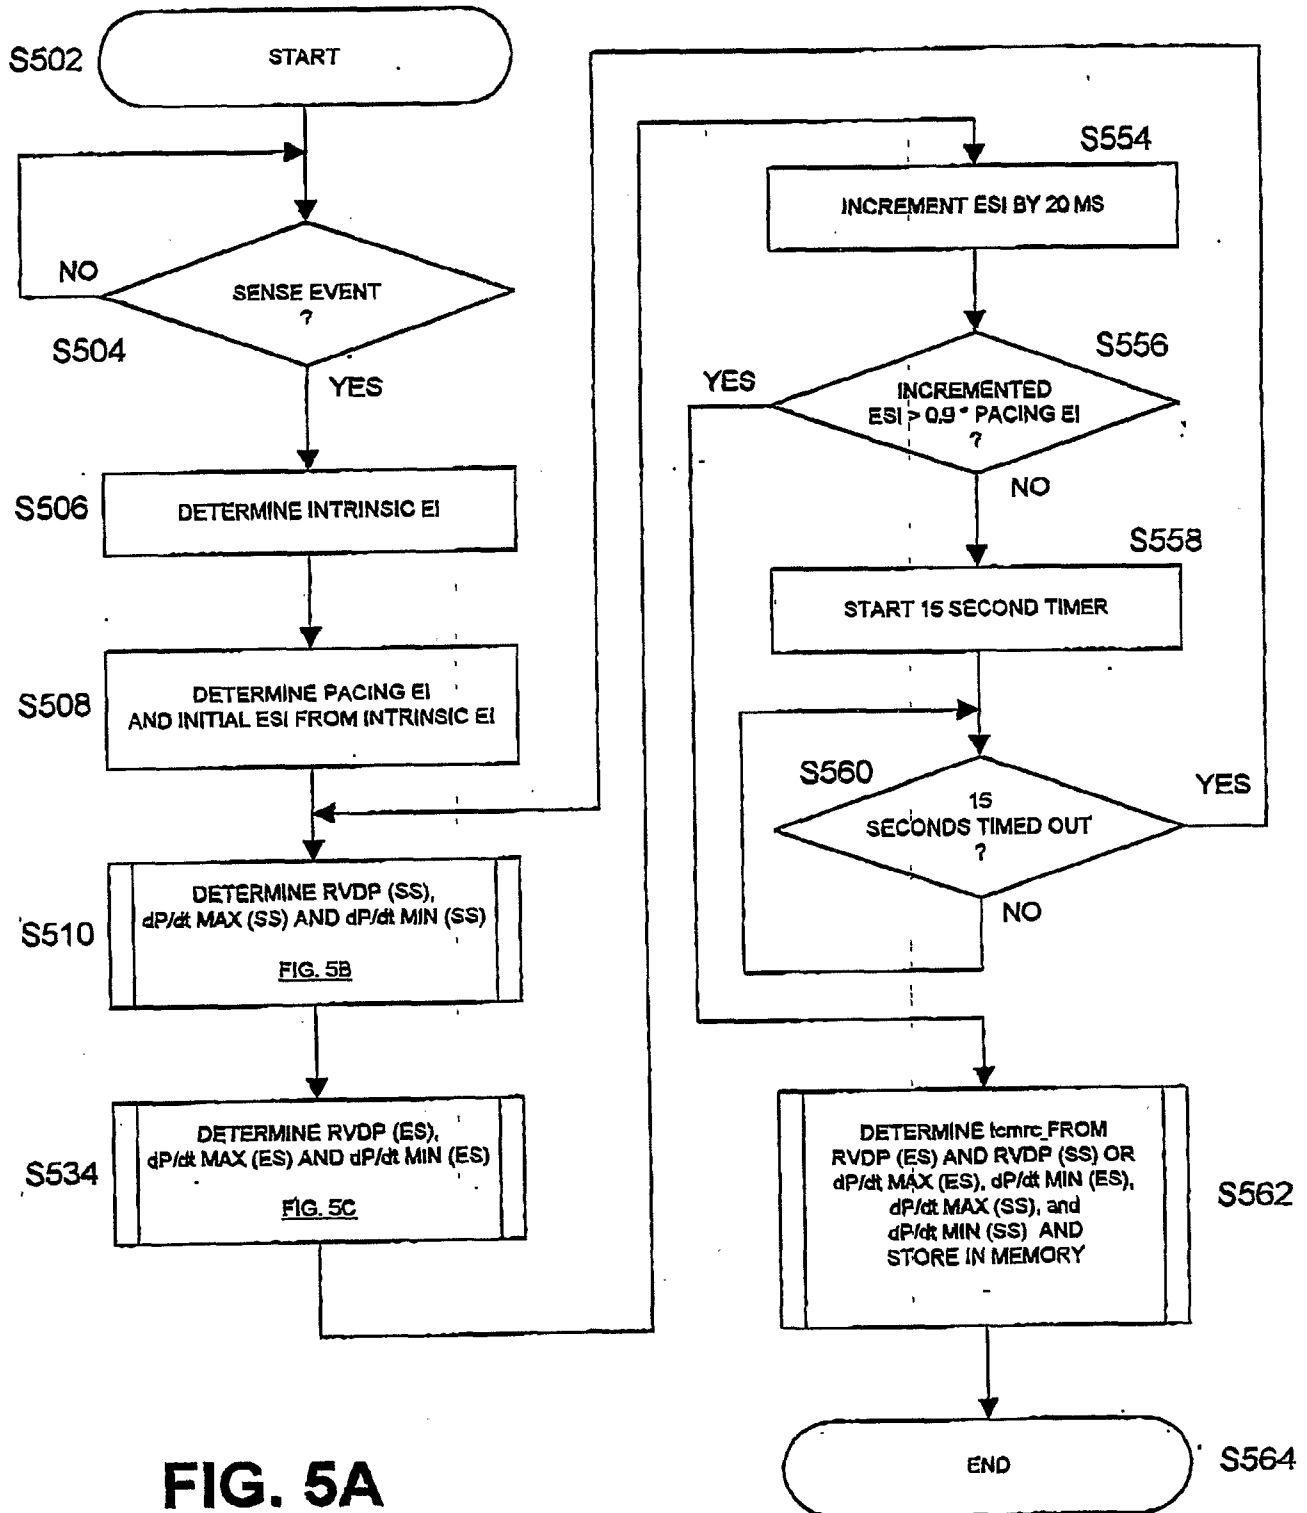 S502
START
NO
SENSE EVENT
?
S504
YES
S506
DETERMINE INTRINSIC EI
S508
DETERMINE PACING EI
AND INITIAL ESI FROM INTRINSIC EI
S510
DETERMINE RVDP (SS),
dP/dt MAX (SS) AND dP/dt MIN (SS)
FIG. 5B
S534
DETERMINE RVDP (ES),
dP/dt MAX (ES) AND dP/dt MIN (ES)
FIG. 5C
S554
INCREMENT ESI BY 20 MS
S556
YES
INCREMENTED
ESI > 0.9 * PACING EI
?
NO
S558
START 15 SECOND TIMER
S560
15
SECONDS TIMED OUT
?
YES
NO
DETERMINE tcmrc_FROM
RVDP (ES) AND RVDP (SS) OR
dP/dt MAX (ES), dP/dt MIN (ES),
dP/dt MAX (SS), and
dP/dt MIN (SS) AND
STORE IN MEMORY
S562
END
S564
FIG. 5A